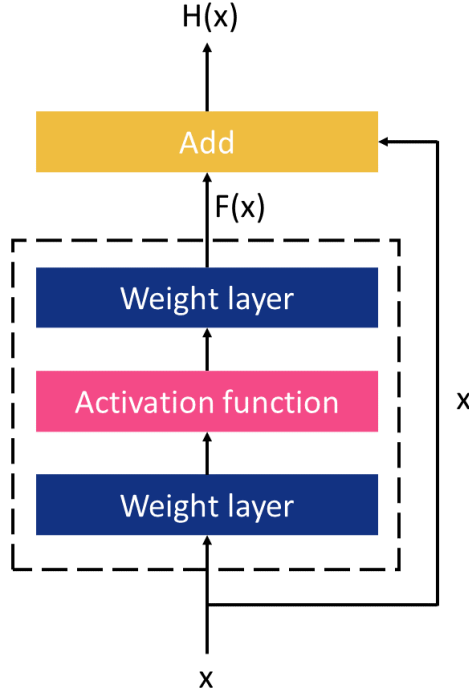 H(x)
Add
F(x)
Weight layer
Activation function
x
Weight layer
x